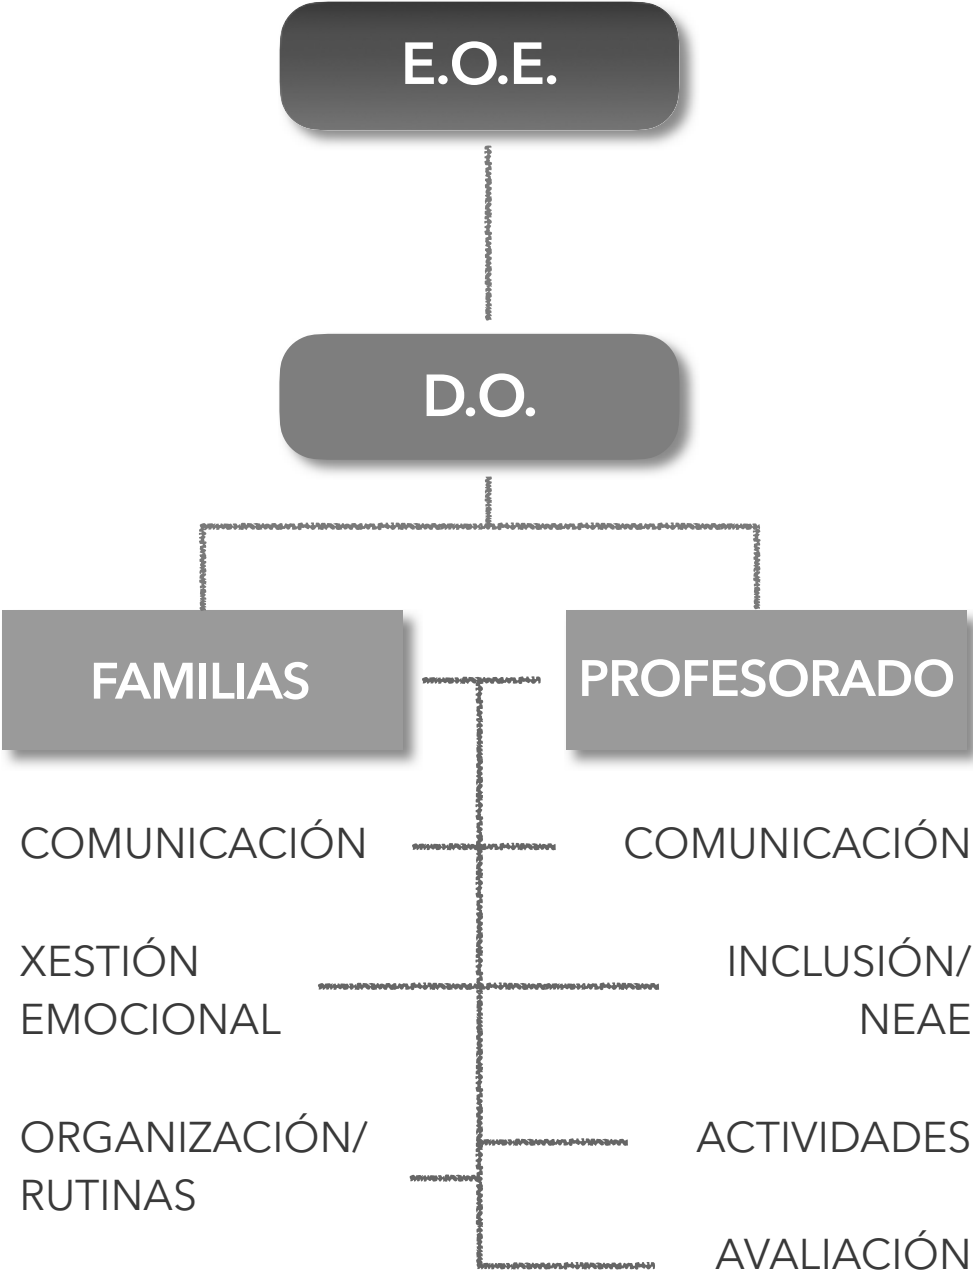 E.O.E.
D.O.
FAMILIAS
PROFESORADO
COMUNICACIÓN
XESTIÓN
EMOCIONAL
ORGANIZACIÓN/
RUTINAS
COMUNICACIÓN
INCLUSIÓN/
NEAE
ACTIVIDADES
AVALIACIÓN